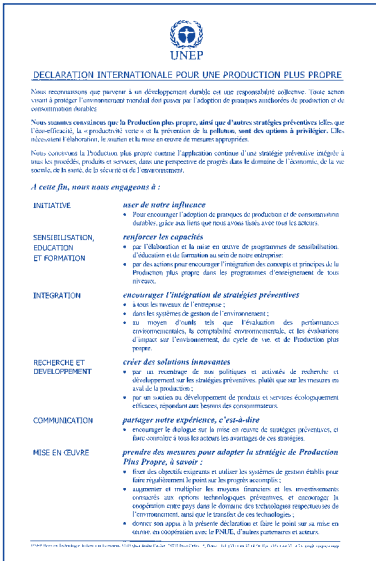 UNEP
DECLARATION INTERNATIONALE POUR UNE PRODUCTION PLUS PROPRE
Nous reconnaissons que parvenir à un développement durable est une responsabilité collective. Toute action
visant à protéger l'environnement mondial doit passer par l'adoption de pratiques améliorées de production et de
consommation durables.
Nous sommes convaincus que la Production plus propre, ainsi que d'autres stratégies préventives telles que
l'éco-efficacité, la « productivité verte » et la prévention de la pollution, sont des options à privilégier. Elles
nécessitent l'élaboration, le soutien et la mise en œuvre de mesures appropriées.
Nous concevons la Production plus propre comme l'application continue d'une stratégie préventive intégrée à
tous les procédés, produits et services, dans une perspective de progrès dans le domaine de l'économie, de la vie
sociale, de la santé, de la sécurité et de l'environnement.
A cette fin, nous nous engageons à :
INITIATIVE
user de notre influence
• Pour encourager l'adoption de pratiques de production et de consommation
durables, grâce aux liens que nous avons tissés avec tous les acteurs.
SENSIBILISATION,
EDUCATION
ET FORMATION
renforcer les capacités
• par l'élaboration et la mise en œuvre de programmes de sensibilisation,
d'éducation et de formation au sein de notre entreprise;
• par des actions pour encourager l'intégration des concepts et principes de la
Production plus propre dans les programmes d'enseignement de tous
niveaux.
INTEGRATION
encourager l'intégration de stratégies préventives
• à tous les niveaux de l'entreprise ;
• dans les systèmes de gestion de l'environnement ;
• au moyen d'outils tels que l'évaluation des performances
environnementales, la comptabilité environnementale, et les évaluations
d'impact sur l'environnement, du cycle de vie, et de Production plus
propre.
RECHERCHE ET
DEVELOPPEMENT
créer des solutions innovantes
• par un recentrage de nos politiques et activités de recherche et
développement sur les stratégies préventives, plutôt que sur les mesures en
aval de la production ;
• par un soutien au développement de produits et services écologiquement
efficaces, répondant aux besoins des consommateurs.
COMMUNICATION
partager notre expérience, c'est-à-dire
• encourager le dialogue sur la mise en œuvre de stratégies préventives, et
faire connaître à tous les acteurs les avantages de ces stratégies.
MISE EN ŒUVRE
prendre des mesures pour adopter la stratégie de Production
Plus Propre, à savoir :
• fixer des objectifs exigeants et utiliser les systèmes de gestion établis pour
faire régulièrement le point sur les progrès accomplis ;
• augmenter et multiplier les moyens financiers et les investissements
consacrés aux options technologiques préventives, et encourager la
coopération entre pays dans le domaine des technologies respectueuses de
l'environnement, ainsi que le transfert de ces technologies ;
• donner son appui à la présente déclaration et faire le point sur sa mise en
œuvre, en coopération avec le PNUE, d'autres partenaires et acteurs.